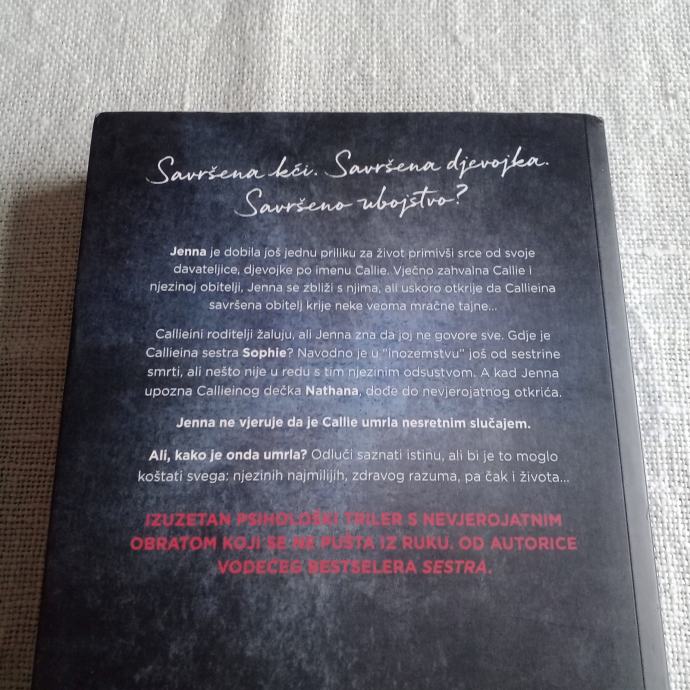 Savršena kći. Savršena djevojka.
Savršeno ubojstvo?
Jenna je dobila još jednu priliku za život primivši srce od svoje
davateljice, djevojke po imenu Callie. Vječno zahvalna Callie i
njezinoj obitelji, Jenna se zbliži s njima, ali uskoro otkrije da Callieina
savršena obitelj krije neke veoma mračne tajne...
Callieini roditelji žaluju, ali Jenna zna da joj ne govore sve. Gdje je
Callieina sestra Sophie? Navodno je u "inozemstvu" još od sestrine
smrti, ali nešto nije u redu s tim njezinim odsustvom. A kad Jenna
upozna Callieinog dečka Nathana, dođe do nevjerojatnog otkrića.
Jenna ne vjeruje da je Callie umrla nesretnim slučajem.
Ali, kako je onda umrla? Odluči saznati istinu, ali bi je to moglo
koštati svega: njezinih najmilijih, zdravog razuma, pa čak i života...
IZUZETAN PSIHOLOŠKI TRILER S NEVJEROJATNIM
OBRATOM KOJI SE NE PUŠTA IZ RUKU. OD AUTORICE
VODEĆEG BESTSELERA SESTRA.